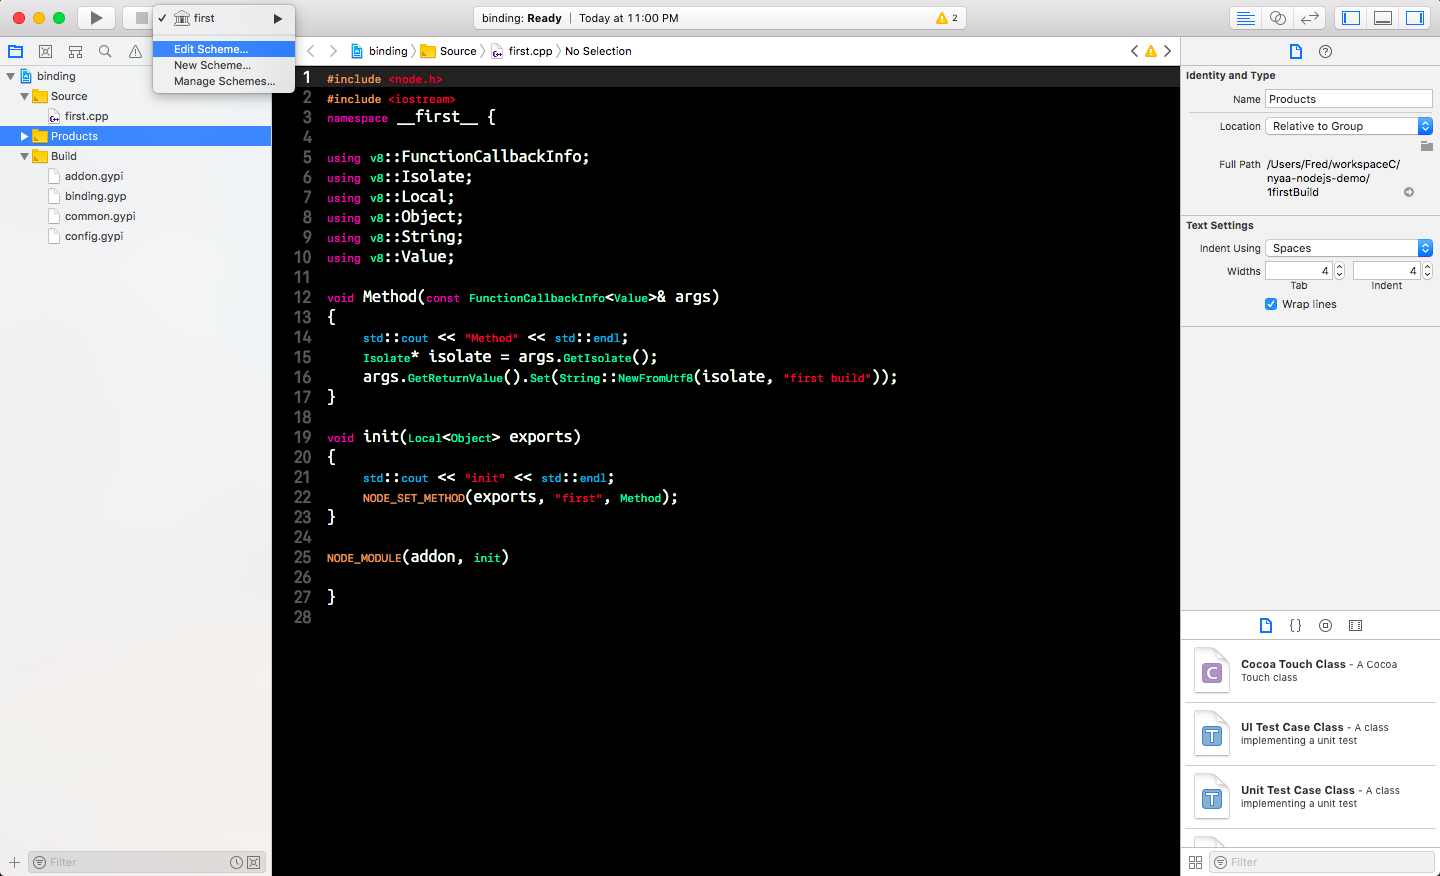 first
binding: Ready | Today at 11:00 PM
2
Edit Scheme...
New Scheme...
Manage Schemes...
binding
Source
first.cpp
Products
Build
addon.gypi
binding.gyp
common.gypi
config.gypi
Filter
binding
Source
first.cpp
No Selection
1 #include <node.h>
2 #include <iostream>
3 namespace __first__ {
4
5 using v8::FunctionCallbackInfo;
6 using v8::Isolate;
7 using v8::Local;
8 using v8::Object;
9 using v8::String;
10 using v8::Value;
11
12 void Method(const FunctionCallbackInfo<Value>& args)
13 {
14     std::cout << "Method" << std::endl;
15     Isolate* isolate = args.GetIsolate();
16     args.GetReturnValue().Set(String::NewFromUtf8(isolate, "first build"));
17 }
18
19 void init(Local<Object> exports)
20 {
21     std::cout << "init" << std::endl;
22     NODE_SET_METHOD(exports, "first", Method);
23 }
24
25 NODE_MODULE(addon, init)
26
27 }
28
Identity and Type
Name Products
Location Relative to Group
Full Path /Users/Fred/workspaceC/
nyaa-nodejs-demo/
1firstBuild
Text Settings
Indent Using Spaces
Widths 4 4
Tab Indent
Wrap lines
{}
C
Cocoa Touch Class - A Cocoa
Touch class
T
UI Test Case Class - A class
implementing a unit test
T
Unit Test Case Class - A class
implementing a unit test
Filter